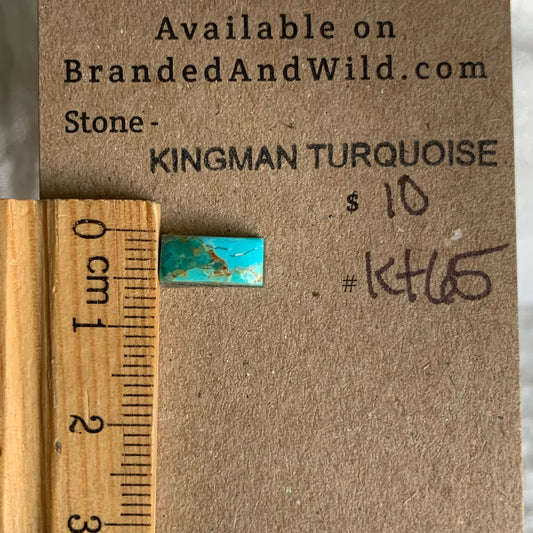 Available on
BrandedAndWild.com
Stone -
KINGMAN TURQUOISE
$ 10
# Kt65
0 cm
1
2
3